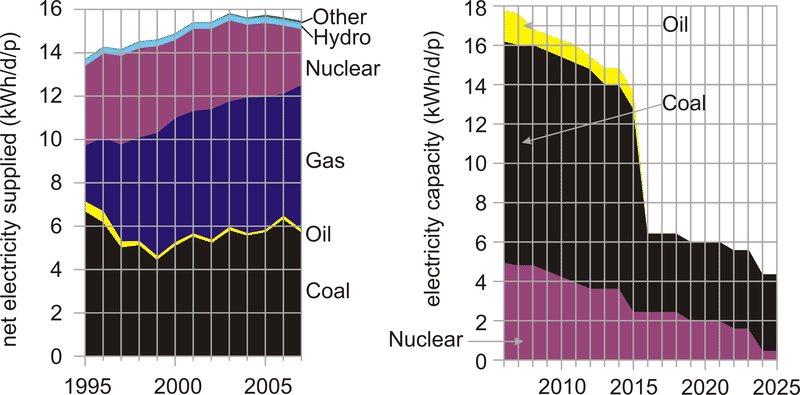 net electricity supplied (kWh/d/p)
16
14
12
10
8
6
4
2
0
1995
2000
2005
Other
Hydro
Nuclear
Gas
Oil
Coal
electricity capacity (kWh/d/p)
18
16
14
12
10
8
6
4
2
0
2010
2015
2020
2025
Oil
Coal
Nuclear